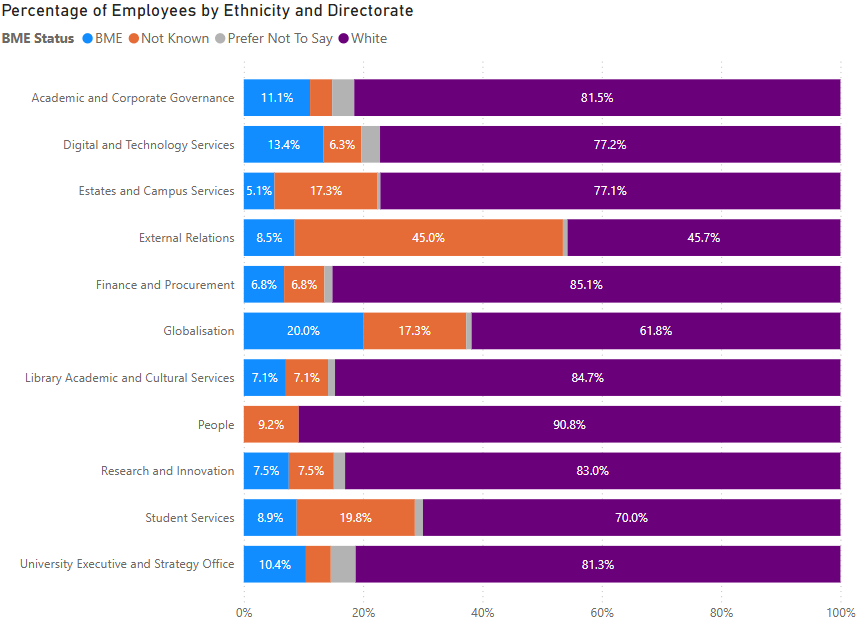 Percentage of Employees by Ethnicity and Directorate
BME Status BME Not Known Prefer Not To Say White
Academic and Corporate Governance 11.1% 81.5%
Digital and Technology Services 13.4% 6.3% 77.2%
Estates and Campus Services 5.1% 17.3% 77.1%
External Relations 8.5% 45.0% 45.7%
Finance and Procurement 6.8% 6.8% 85.1%
Globalisation 20.0% 17.3% 61.8%
Library Academic and Cultural Services 7.1% 7.1% 84.7%
People 9.2% 90.8%
Research and Innovation 7.5% 7.5% 83.0%
Student Services 8.9% 19.8% 70.0%
University Executive and Strategy Office 10.4% 81.3%
0% 20% 40% 60% 80% 100%